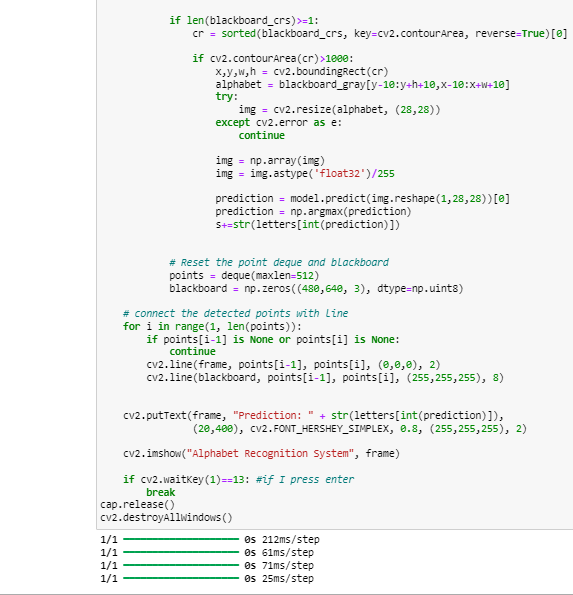 if len(blackboard_crs)>=1:
cr = sorted(blackboard_crs, key=cv2.contourArea, reverse=True)[0]
if cv2.contourArea(cr)>1000:
x,y,w,h = cv2.boundingRect(cr)
alphabet = blackboard_gray[y-10:y+h+10,x-10:x+w+10]
try:
img = cv2.resize(alphabet, (28,28))
except cv2.error as e:
continue
img = np.array(img)
img = img.astype('float32')/255
prediction = model.predict(img.reshape(1,28,28))[0]
prediction = np.argmax(prediction)
s+=str(letters[int(prediction)])
# Reset the point deque and blackboard
points = deque(maxlen=512)
blackboard = np.zeros((480,640, 3), dtype=np.uint8)
# connect the detected points with line
for i in range(1, len(points)):
if points[i-1] is None or points[i] is None:
continue
cv2.line(frame, points[i-1], points[i], (0,0,0), 2)
cv2.line(blackboard, points[i-1], points[i], (255,255,255), 8)
cv2.putText(frame, "Prediction: " + str(letters[int(prediction)]),
(20,400), cv2.FONT_HERSHEY_SIMPLEX, 0.8, (255,255,255), 2)
cv2.imshow("Alphabet Recognition System", frame)
if cv2.waitKey(1)==13: #if I press enter
break
cap.release()
cv2.destroyAllWindows()
1/1 0s 212ms/step
1/1 0s 61ms/step
1/1 0s 71ms/step
1/1 0s 25ms/step